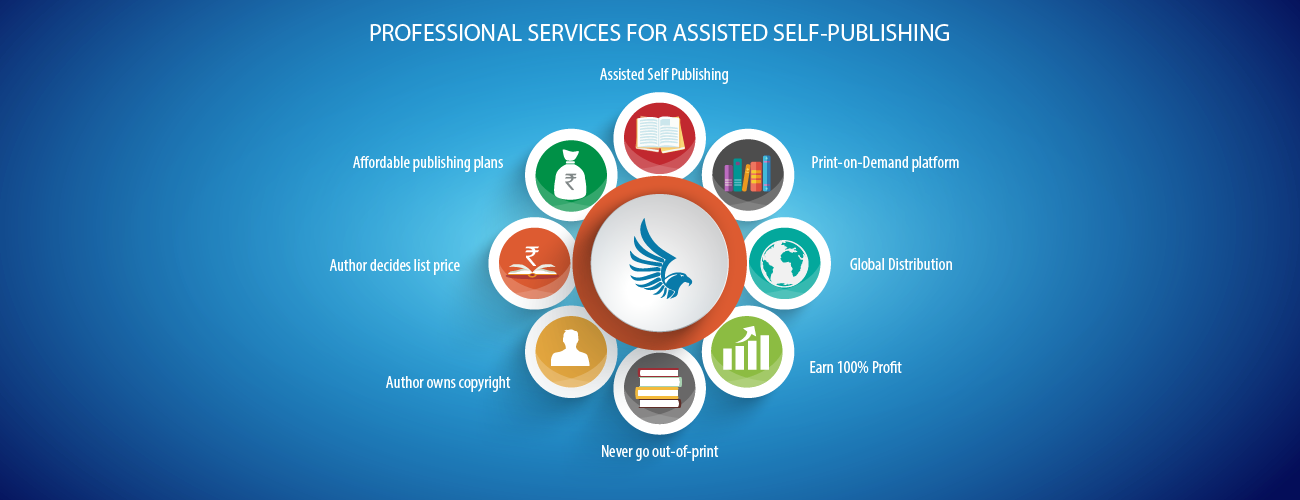 PROFESSIONAL SERVICES FOR ASSISTED SELF-PUBLISHING
Assisted Self Publishing
Affordable publishing plans
Print-on-Demand platform
₹
₹
Author decides list price
Global Distribution
Earn 100% Profit
Author owns copyright
Never go out-of-print